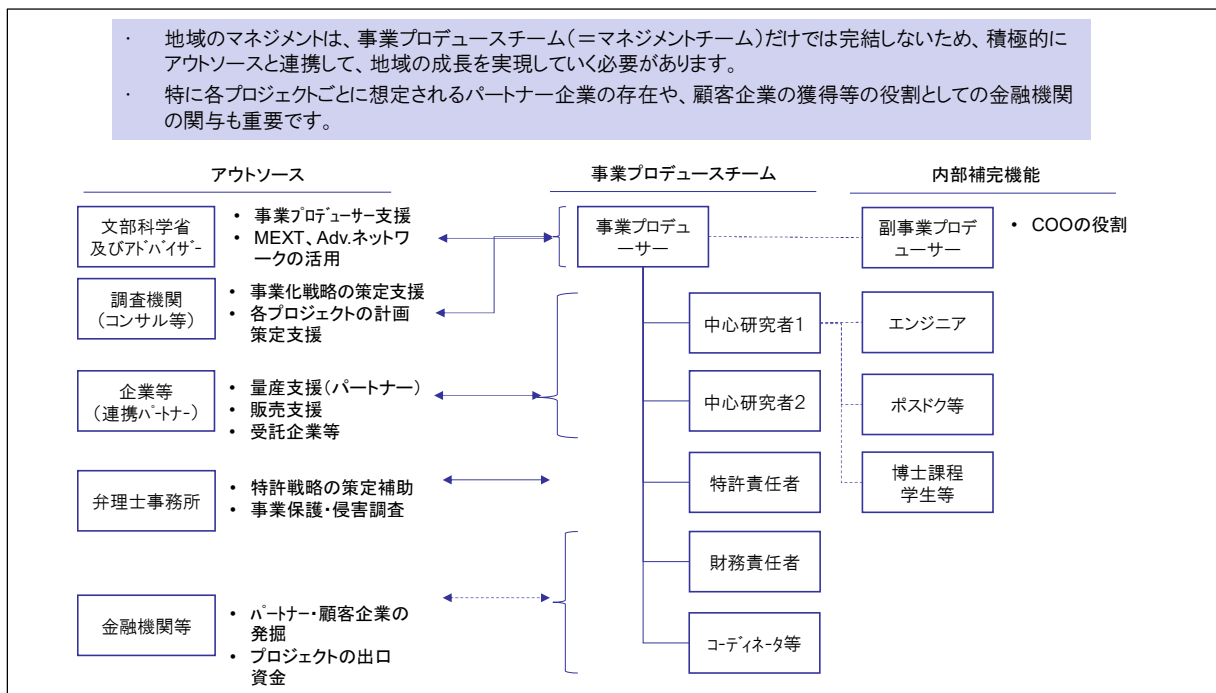 ・ 地域のマネジメントは、事業プロデュースチーム(=マネジメントチーム)だけでは完結しないため、積極的に
アウトソースと連携して、地域の成長を実現していく必要があります。
・ 特に各プロジェクトごとに想定されるパートナー企業の存在や、顧客企業の獲得等の役割としての金融機関
の関与も重要です。
アウトソース
文部科学省
及びアドバイザー
• 事業プロデューサー支援
• MEXT、Adv.ネットワ
ークの活用
調査機関
(コンサル等)
• 事業化戦略の策定支援
• 各プロジェクトの計画
策定支援
企業等
(連携パートナー)
• 量産支援(パートナー)
• 販売支援
• 受託企業等
弁理士事務所
• 特許戦略の策定補助
• 事業保護・侵害調査
金融機関等
• パートナー・顧客企業の
発掘
• プロジェクトの出口
資金
事業プロデュースチーム
事業プロデュ
ーサー
中心研究者1
中心研究者2
特許責任者
財務責任者
コーディネータ等
内部補完機能
副事業プロデ
ューサー
• COOの役割
エンジニア
ポスドク等
博士課程
学生等